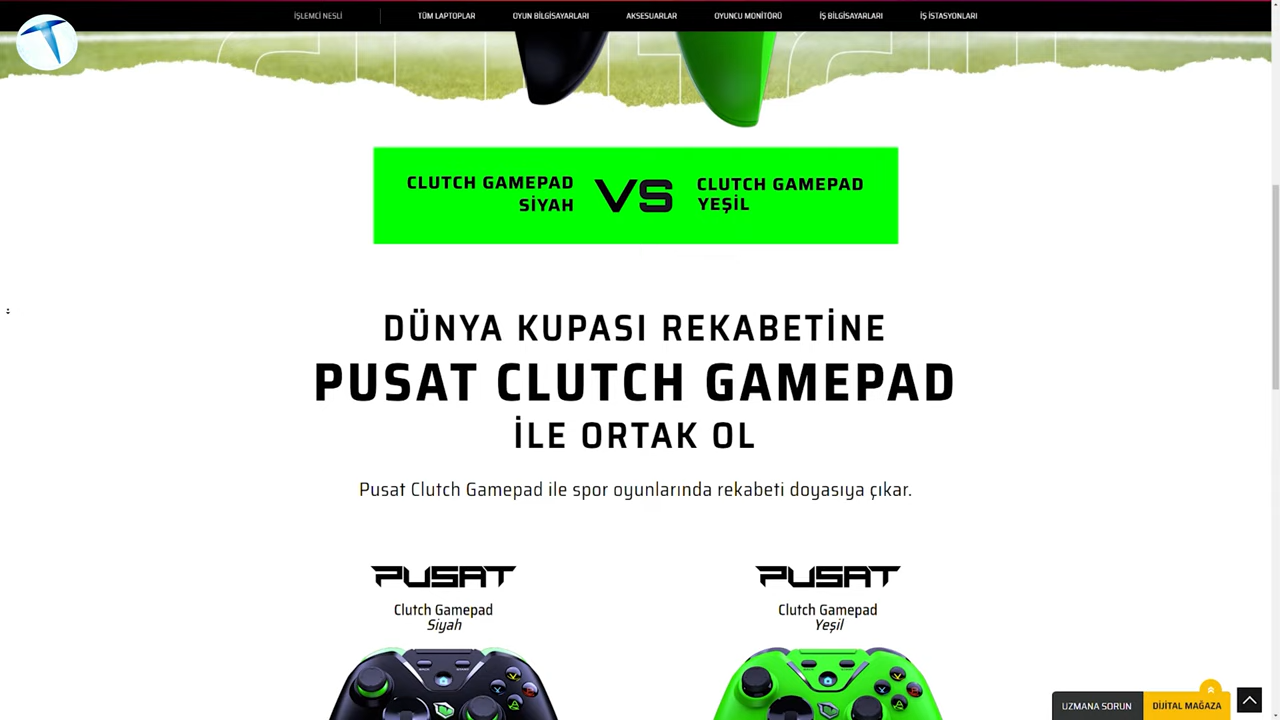 İŞLEMCİ NESLİ
TÜM LAPTOPLAR
OYUN BİLGİSAYARLARI
AKSESUARLAR
OYUNCU MONİTÖRÜ
İŞ BİLGİSAYARLARI
İŞ İSTASYONLARI
CLUTCH GAMEPAD
SİYAH
VS
CLUTCH GAMEPAD
YEŞİL
DÜNYA KUPASI REKABETİNE
PUSAT CLUTCH GAMEPAD
İLE ORTAK OL
Pusat Clutch Gamepad ile spor oyunlarında rekabeti doyasıya çıkar.
PUSAT
Clutch Gamepad
Siyah
PUSAT
Clutch Gamepad
Yeşil
UZMANA SORUN
DİJİTAL MAĞAZA